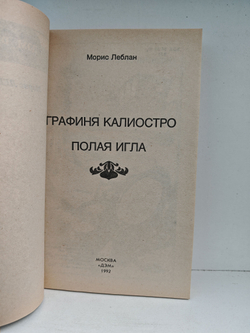 Морис Леблан
ГРАФИНЯ КАЛИОСТРО
ПОЛАЯ ИГЛА
МОСКВА
«ДЭМ»
1992